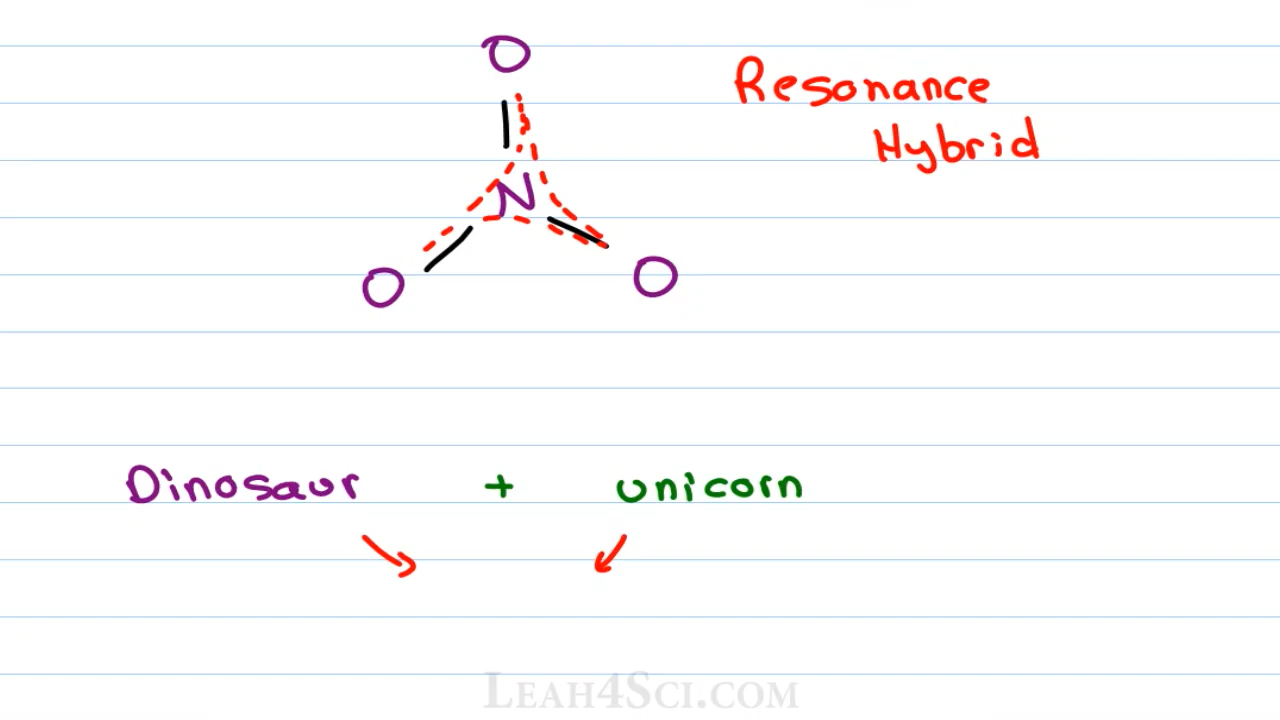 O
Resonance
Hybrid
N
O
O
Dinosaur + unicorn
LEAH4SCI.COM